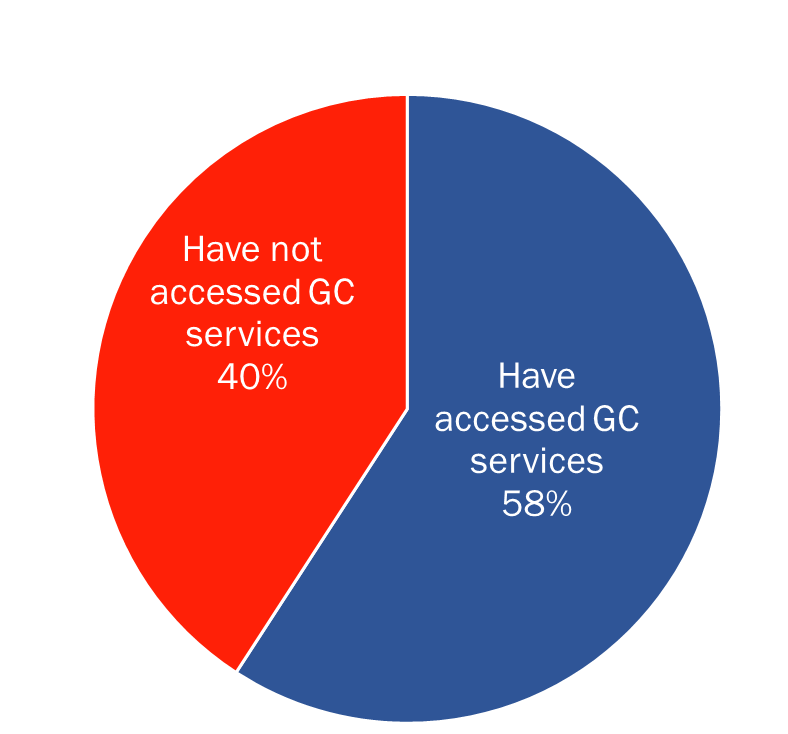 Have not
accessed GC
services
40%
Have
accessed GC
services
58%